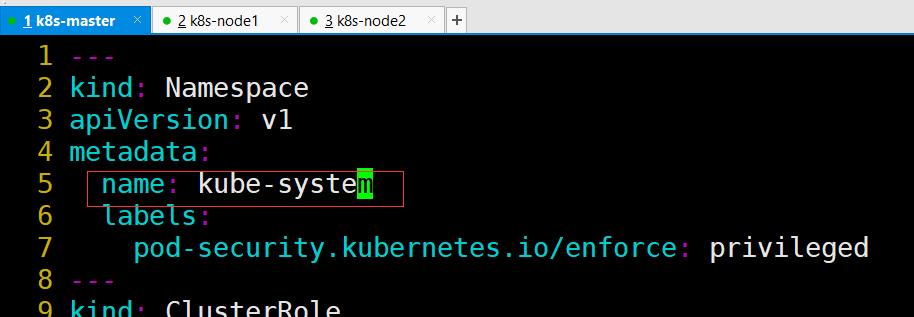 1 k8s-master × 2 k8s-node1 × 3 k8s-node2 × +
1 ---
2 kind: Namespace
3 apiVersion: v1
4 metadata:
5   name: kube-system
6   labels:
7     pod-security.kubernetes.io/enforce: privileged
8 ---
9 kind: ClusterRole